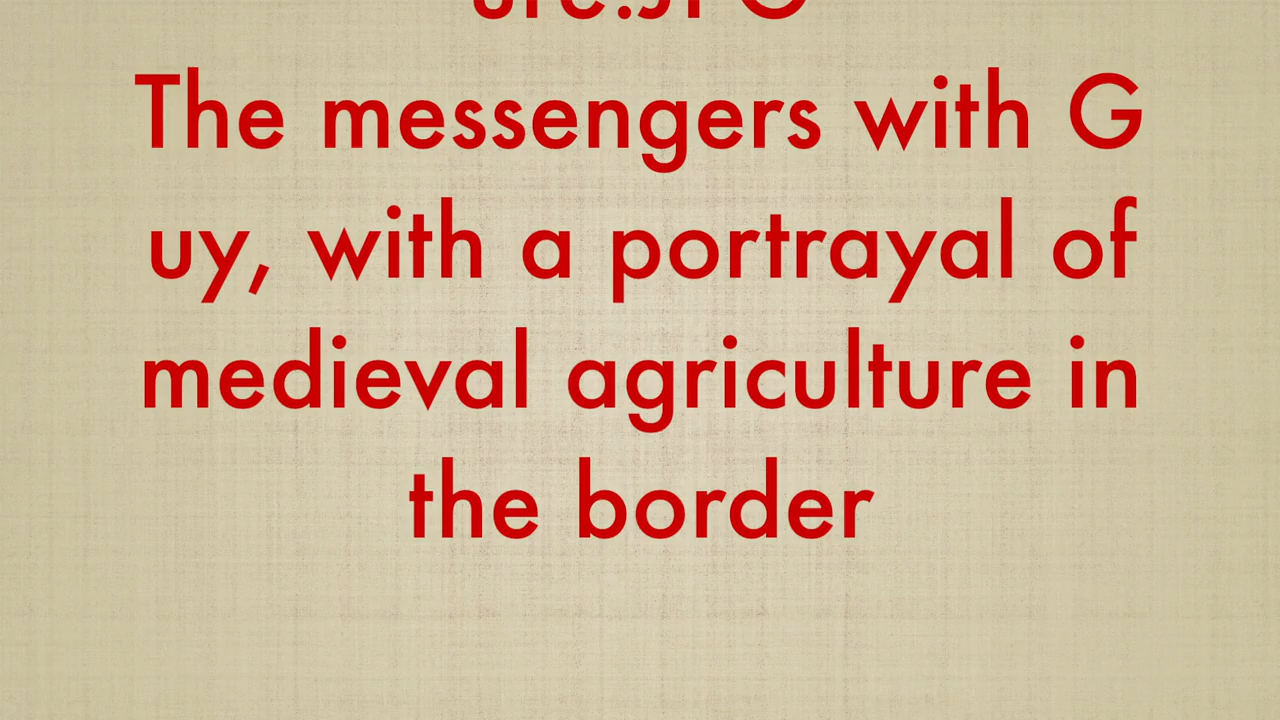 The messengers with G
uy, with a portrayal of
medieval agriculture in
the border